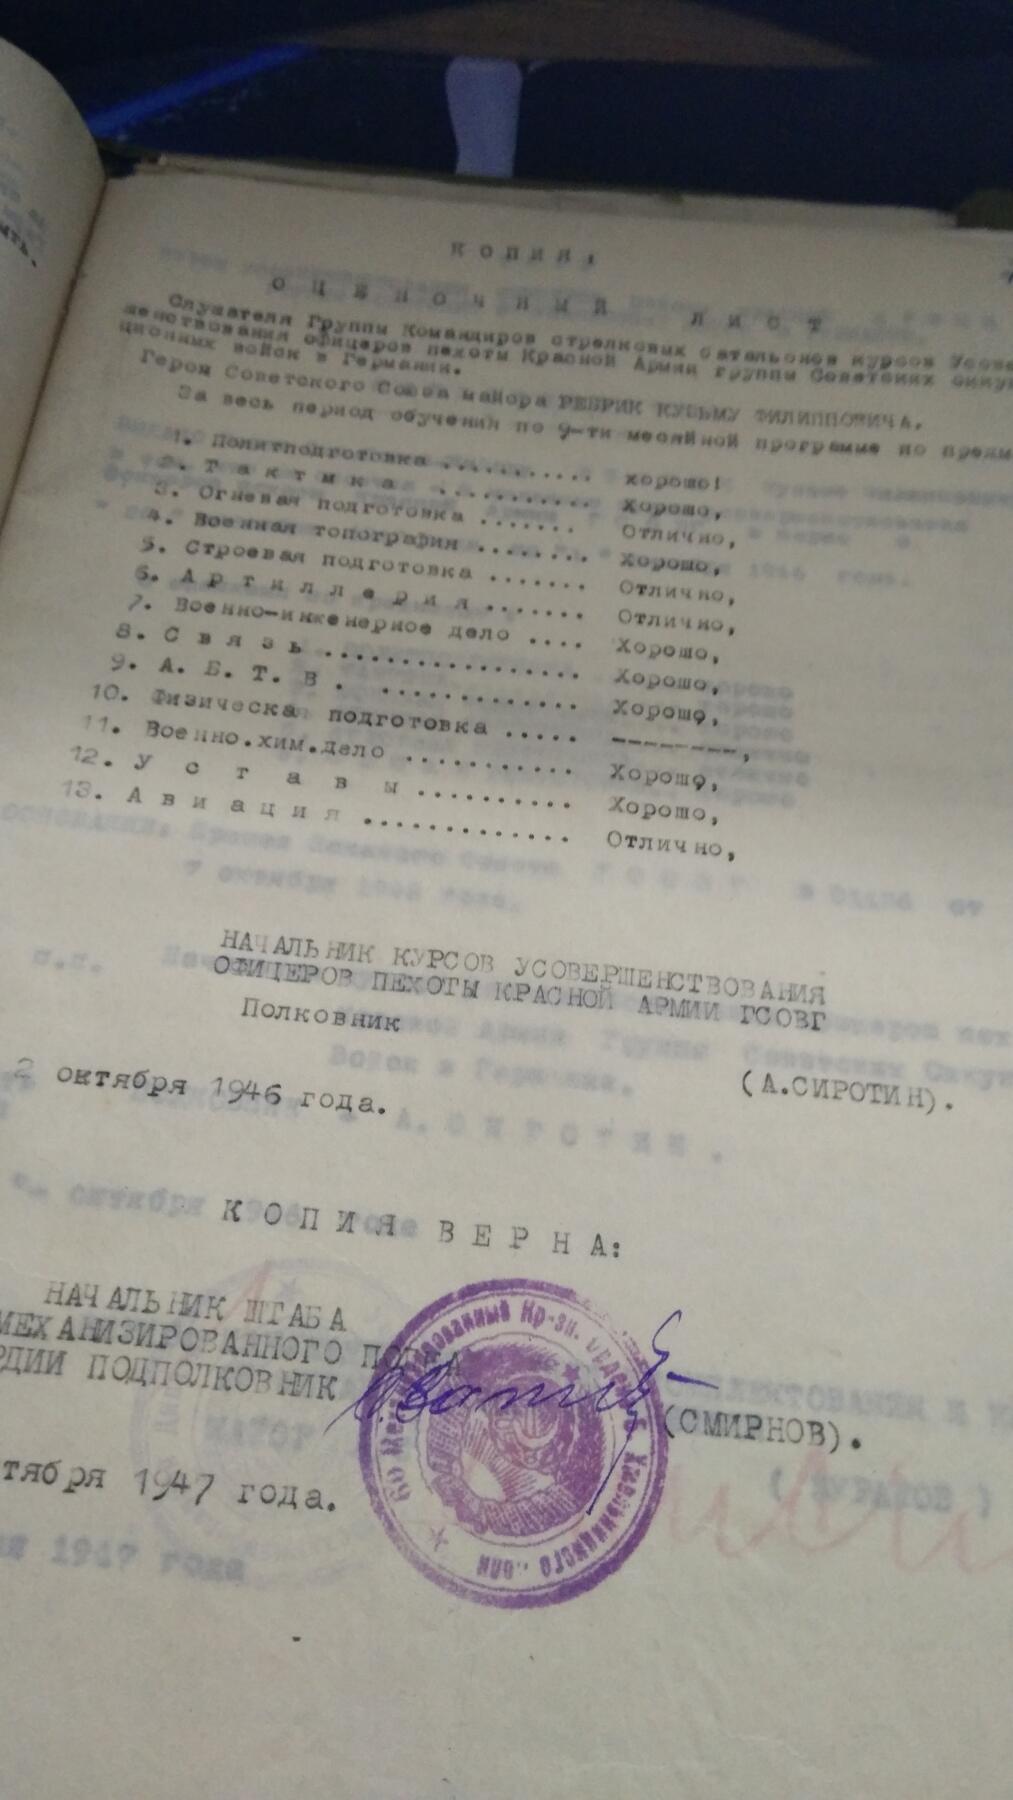 КОПИЯ:
ОЦЕНОЧНЫЙ ЛИСТ
Слушателя Группы Командиров стрелковых батальонов курсов Усове
шенствования офицеров пехоты Красной Армии группы Советских оккуп
ционных войск в Германии.
Героя Советского Союза майора РЕБРИК КУЗЬМУ ФИЛИППОВИЧА.
За весь период обучения по 9-ти месячной программе по предм
1. Политподготовка ........... хорошо!
2. Тактмка ........... Хорошо,
3. Огневая подготовка ....... Отлично,
4. Военная топография ........ Хорошо,
5. Строевая подготовка ....... Отлично,
6. Артиллерия ....... Отлично,
7. Военно-инженерное дело .... Хорошо,
8. Связь ................ Хорошо,
9. А.Б.Т.В. ............ Хорошо,
10. Физическа подготовка ..... --------,
11. Военно.хим.дело ........... Хорошо,
12. Уставы .......... Хорошо,
13. Авиация ............. Отлично,
НАЧАЛЬНИК КУРСОВ УСОВЕРШЕНСТВОВАНИЯ
ОФИЦЕРОВ ПЕХОТЫ КРАСНОЙ АРМИИ ГСОВГ
Полковник
(А.СИРОТИН).
2 октября 1946 года.
КОПИЯ ВЕРНА:
НАЧАЛЬНИК ШТАБА
МЕХАНИЗИРОВАННОГО ПОЛКА
РДИИ ПОДПОЛКОВНИК
(СМИРНОВ).
тября 1947 года.